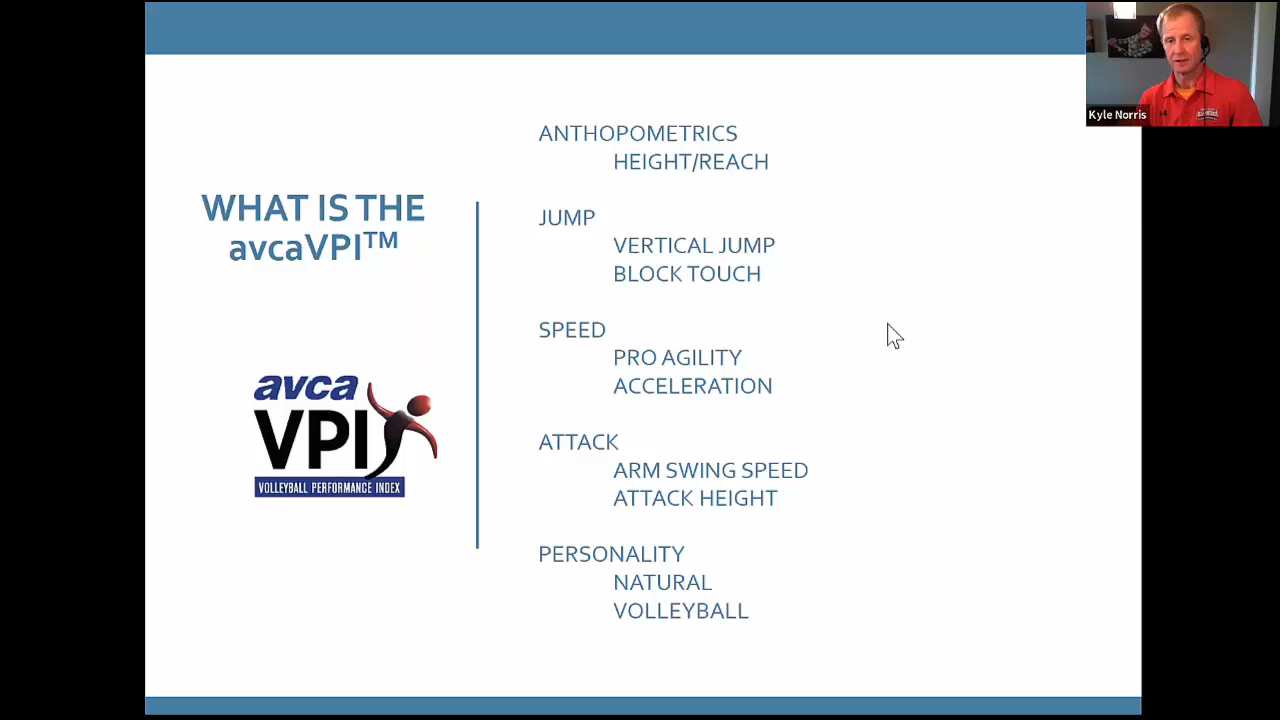 Kyle Norris
WHAT IS THE
avcaVPI™
avca
VPI
VOLLEYBALL PERFORMANCE INDEX
ANTHOPOMETRICS
HEIGHT/REACH
JUMP
VERTICAL JUMP
BLOCK TOUCH
SPEED
PRO AGILITY
ACCELERATION
ATTACK
ARM SWING SPEED
ATTACK HEIGHT
PERSONALITY
NATURAL
VOLLEYBALL